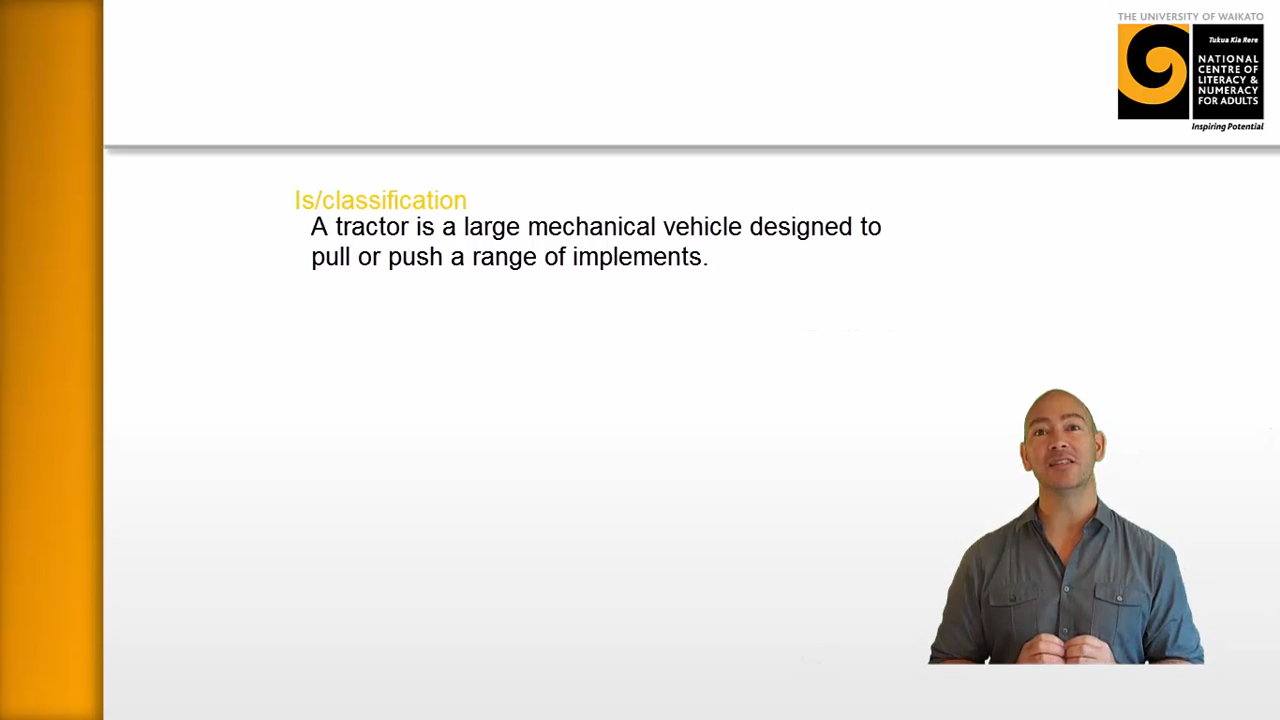 THE UNIVERSITY OF WAIKATO
Tukua Kia Rere
NATIONAL
CENTRE OF
LITERACY &
NUMERACY
FOR ADULTS
Inspiring Potential
Is/classification
A tractor is a large mechanical vehicle designed to
pull or push a range of implements.